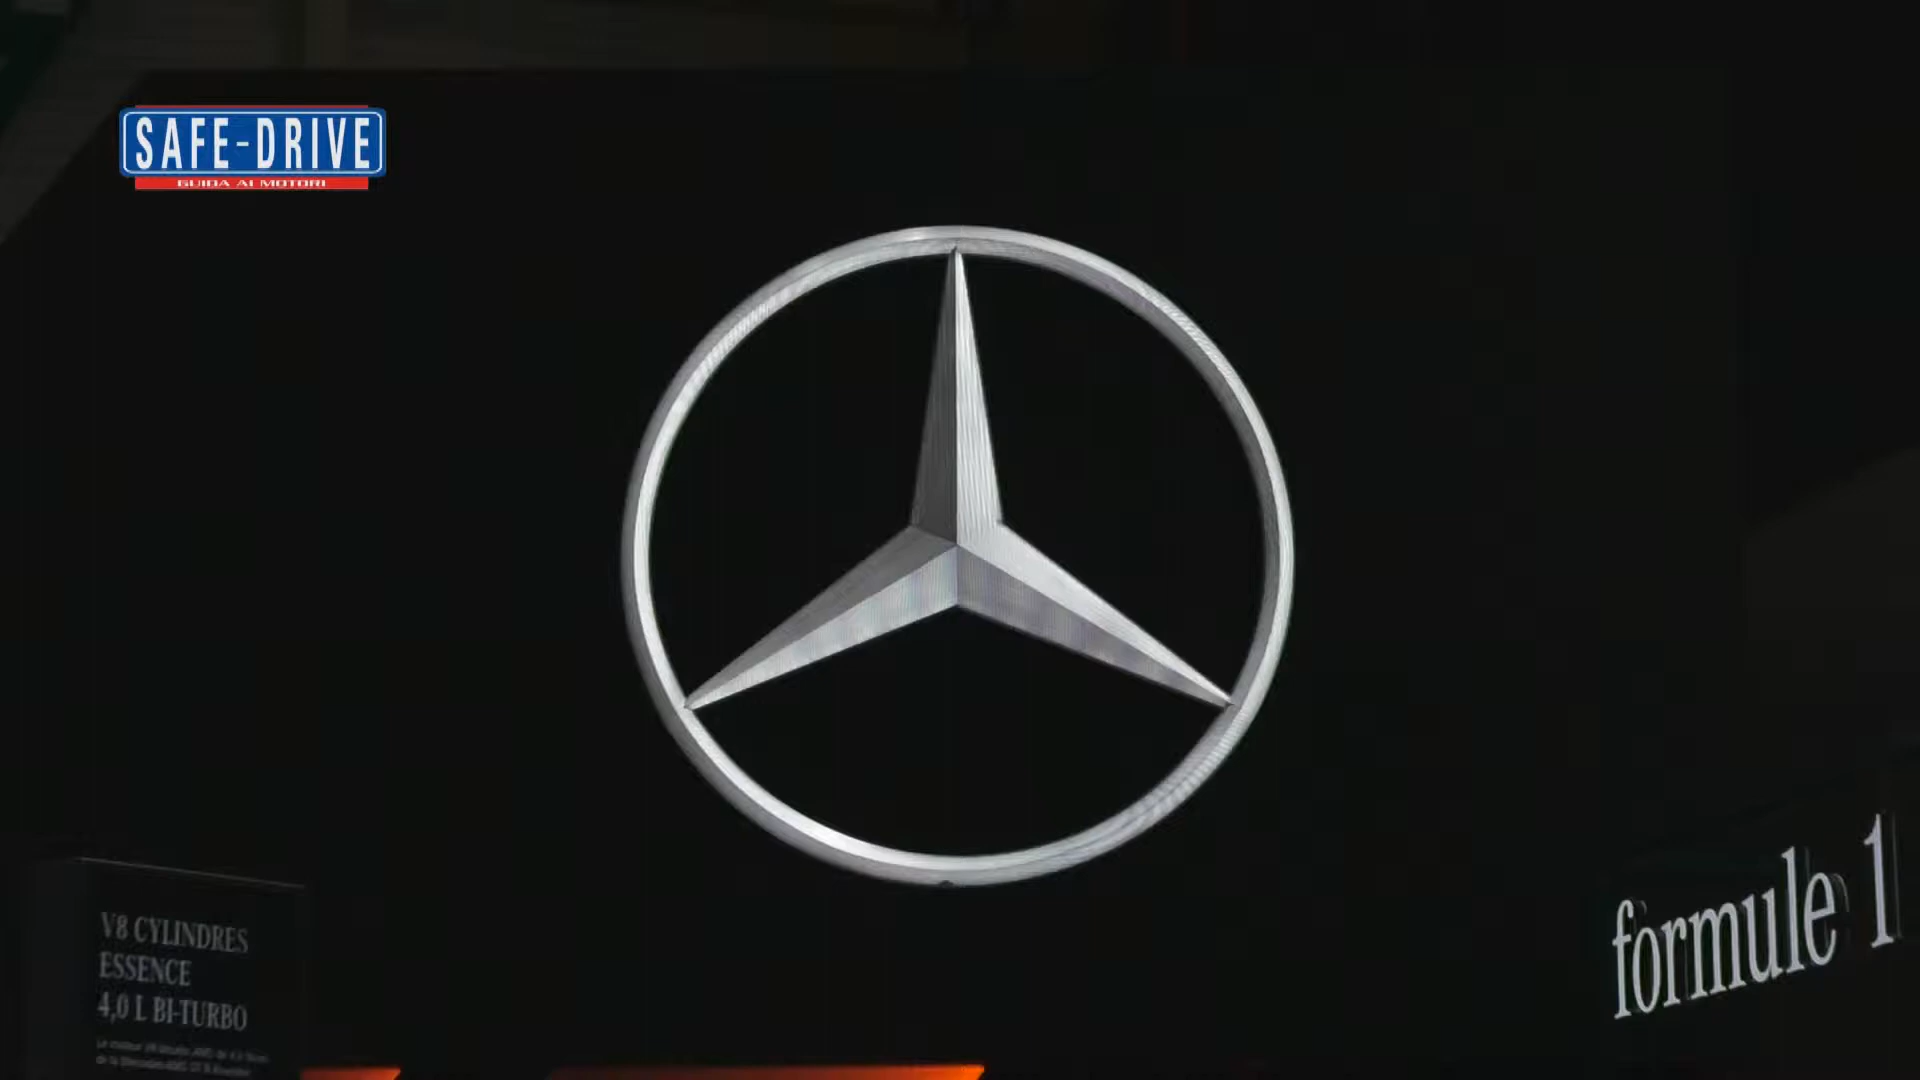 SAFE-DRIVE
GUIDA AI MOTORI
V8 CYLINDRES
ESSENCE
4,0 L BI-TURBO
formule 1